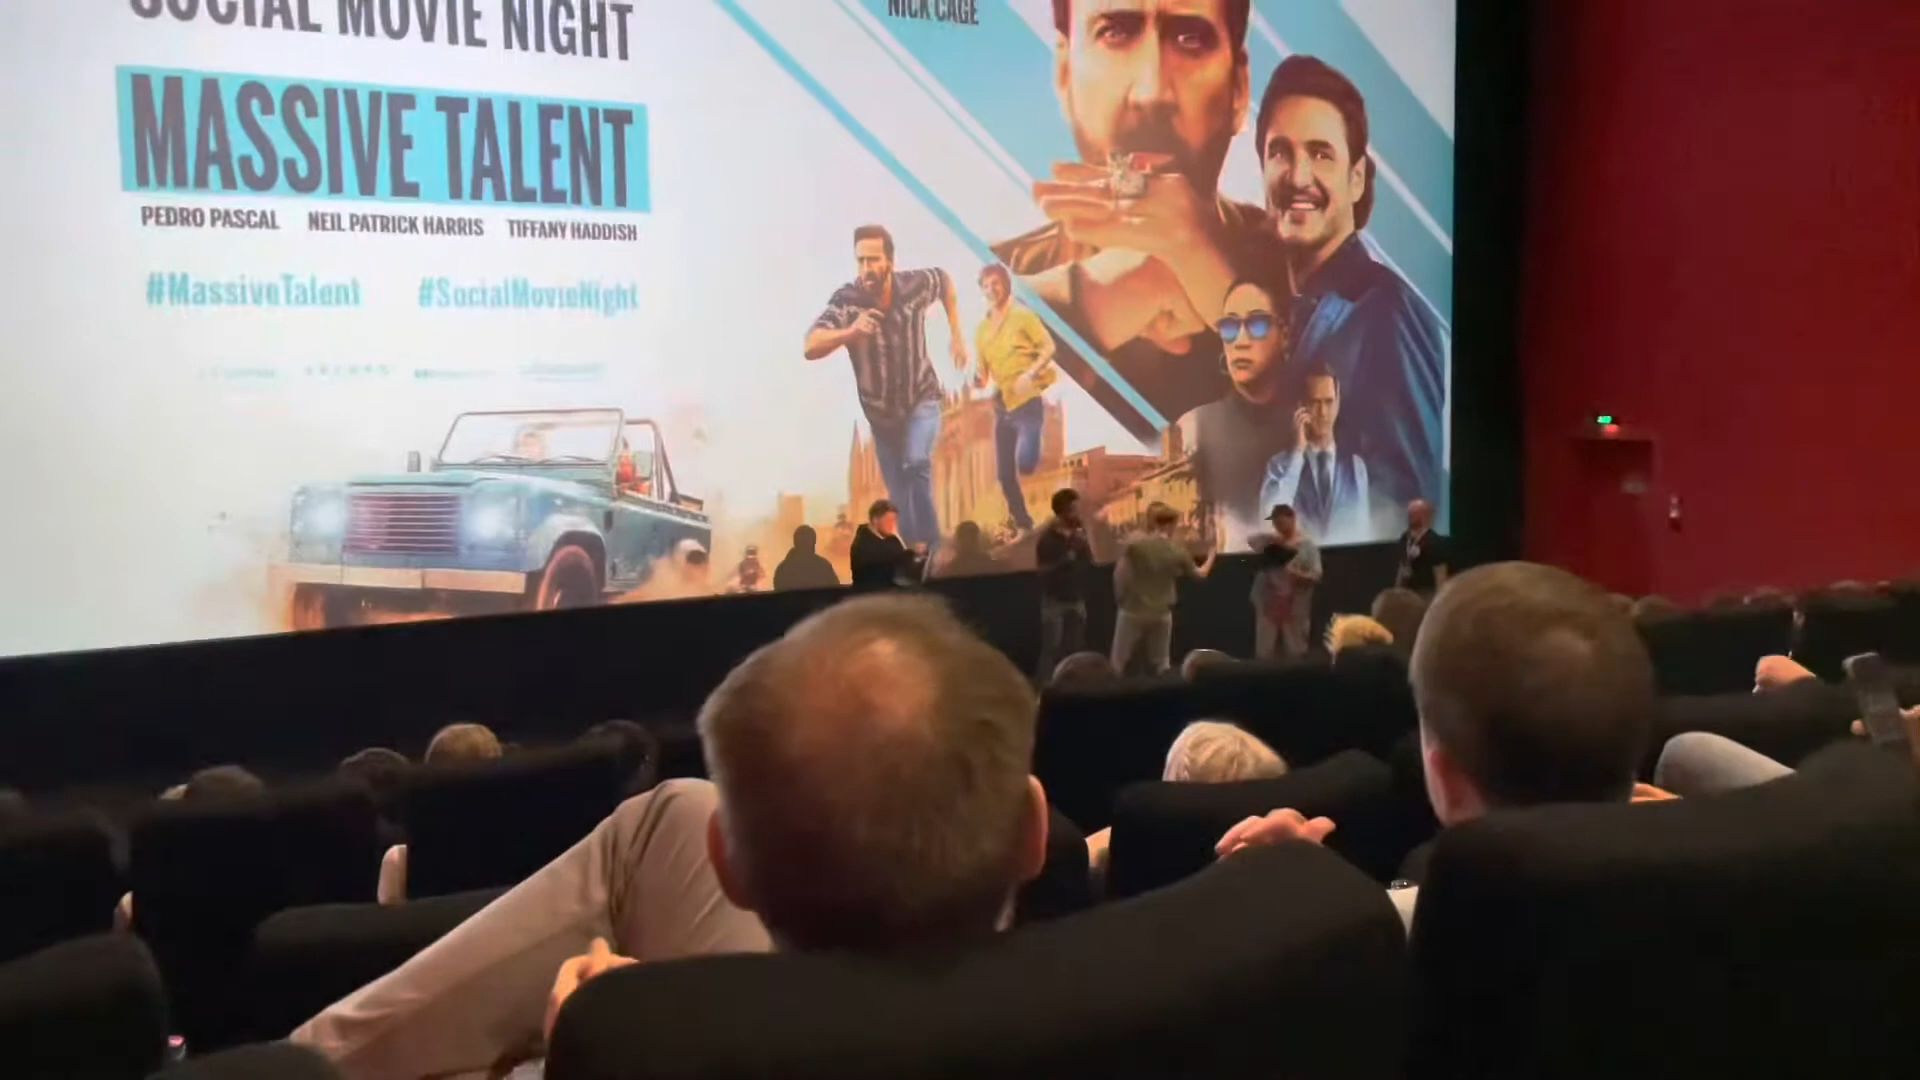 SOCIAL MOVIE NIGHT
NICK CAGE
MASSIVE TALENT
PEDRO PASCAL NEIL PATRICK HARRIS TIFFANY HADDISH
#MassiveTalent #SocialMovieNight